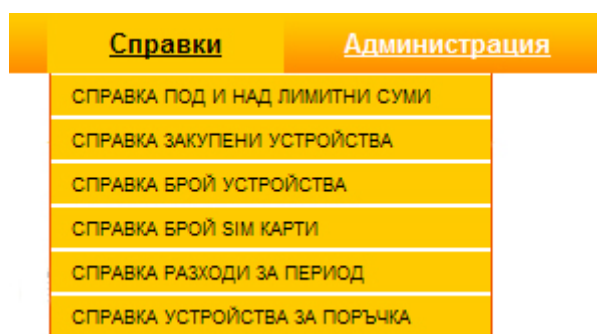 Справки Администрация
СПРАВКА ПОД И НАД ЛИМИТНИ СУМИ
СПРАВКА ЗАКУПЕНИ УСТРОЙСТВА
СПРАВКА БРОЙ УСТРОЙСТВА
СПРАВКА БРОЙ SIM КАРТИ
СПРАВКА РАЗХОДИ ЗА ПЕРИОД
СПРАВКА УСТРОЙСТВА ЗА ПОРЪЧКА